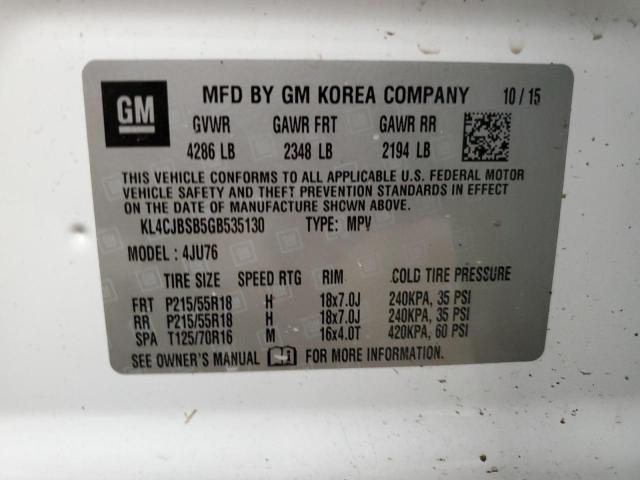 GM MFD BY GM KOREA COMPANY 10 / 15
GVWR GAWR FRT GAWR RR
4286 LB 2348 LB 2194 LB
THIS VEHICLE CONFORMS TO ALL APPLICABLE U.S. FEDERAL MOTOR
VEHICLE SAFETY AND THEFT PREVENTION STANDARDS IN EFFECT
ON THE DATE OF MANUFACTURE SHOWN ABOVE.
KL4CJBSB5GB535130 TYPE: MPV
MODEL : 4JU76
TIRE SIZE SPEED RTG RIM COLD TIRE PRESSURE
FRT P215/55R18 H 18x7.0J 240KPA, 35 PSI
RR P215/55R18 H 18x7.0J 240KPA, 35 PSI
SPA T125/70R16 M 16x4.0T 420KPA, 60 PSI
SEE OWNER'S MANUAL FOR MORE INFORMATION.